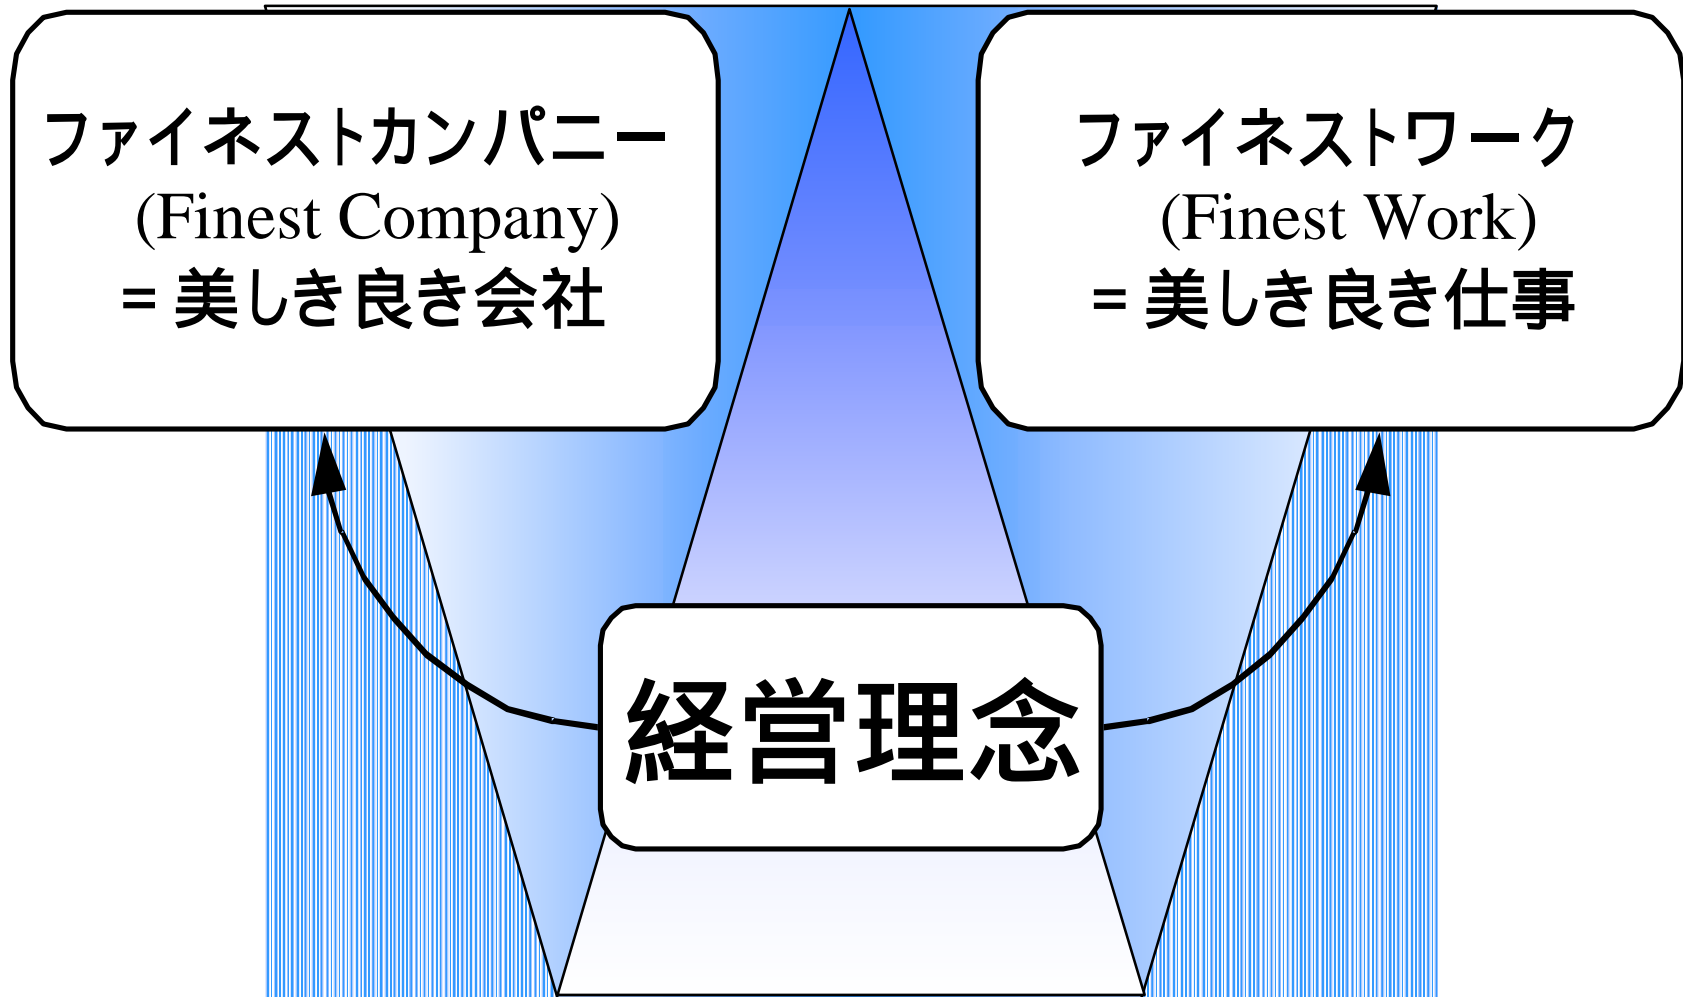 ファイネストカンパニー
(Finest Company)
= 美しき良き会社
ファイネストワーク
(Finest Work)
= 美しき良き仕事
経営理念